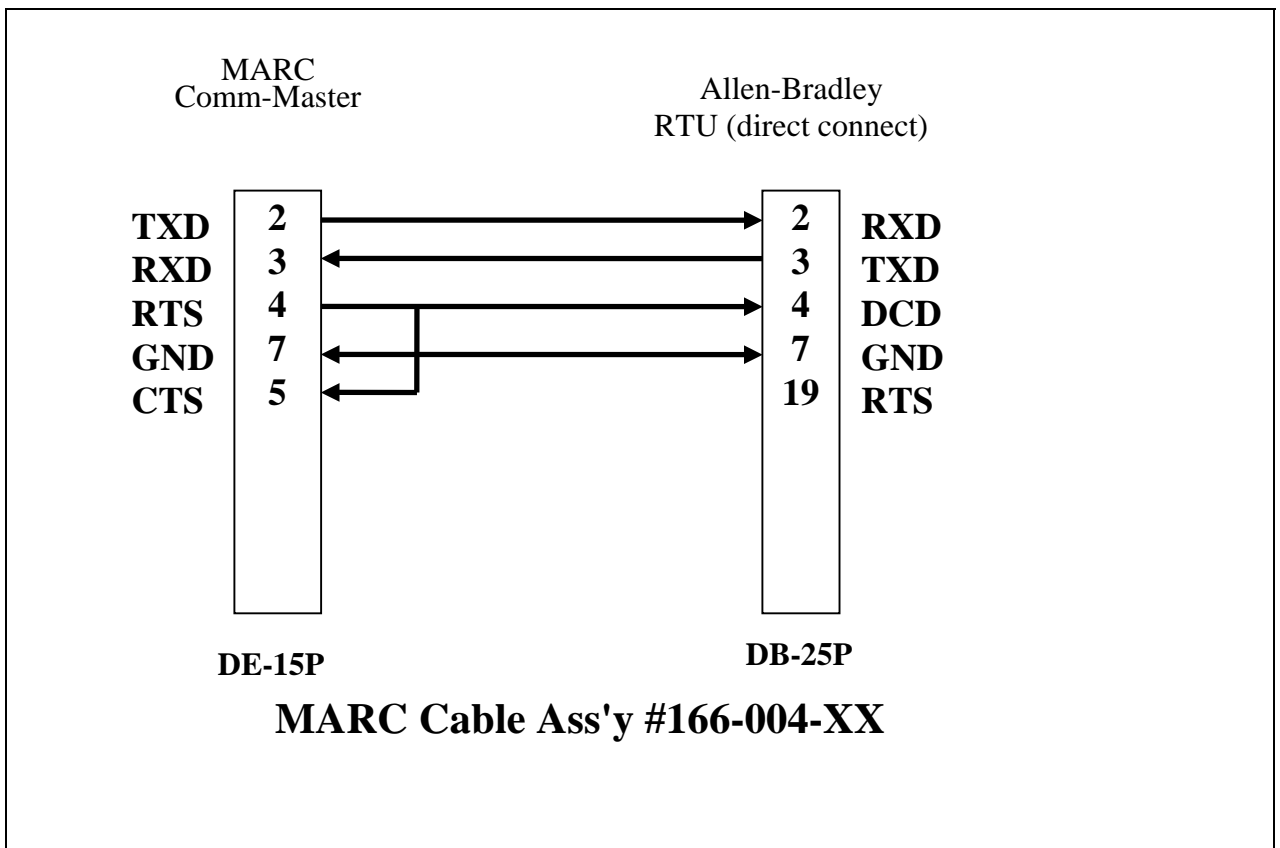 MARC
Comm-Master
Allen-Bradley
RTU (direct connect)
TXD 2 2 RXD
RXD 3 3 TXD
RTS 4 4 DCD
GND 7 7 GND
CTS 5 19 RTS
DE-15P
DB-25P
MARC Cable Ass'y #166-004-XX